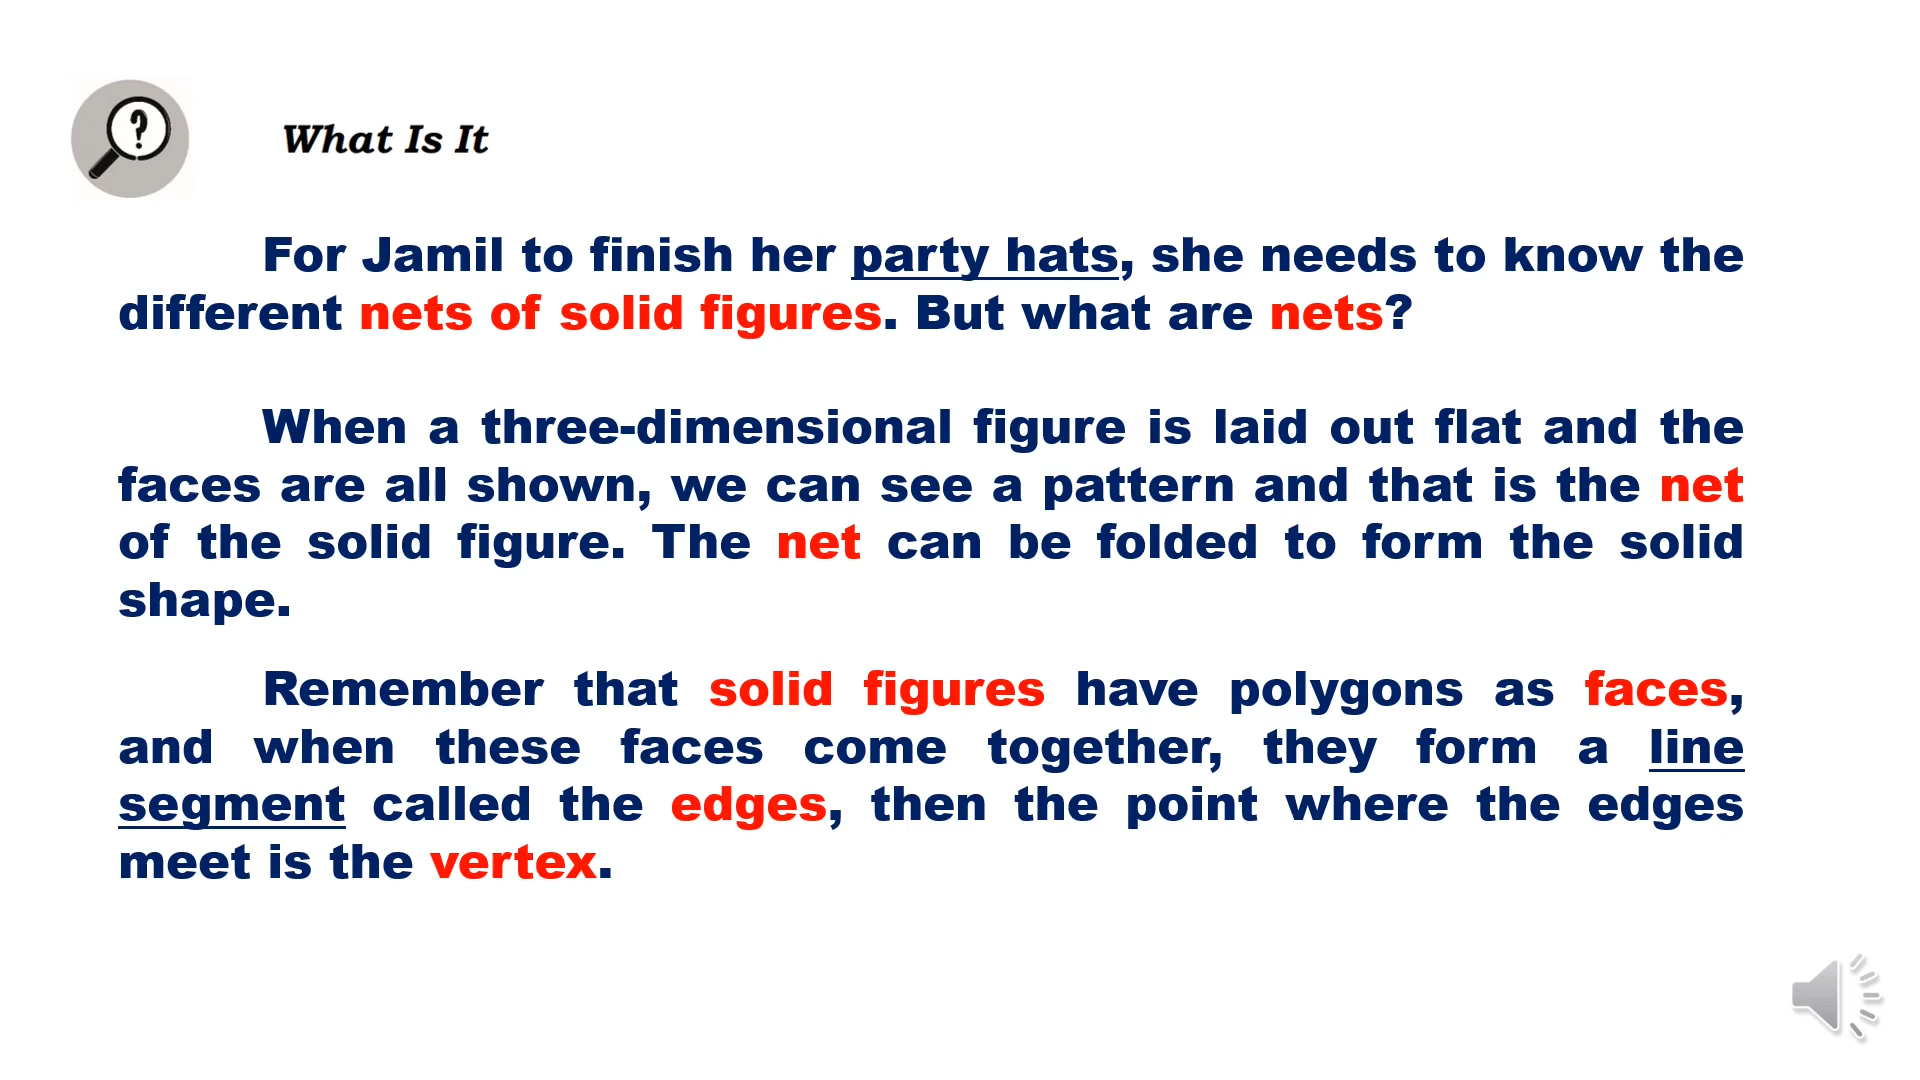 ?
What Is It
For Jamil to finish her party hats, she needs to know the
different nets of solid figures. But what are nets?
When a three-dimensional figure is laid out flat and the
faces are all shown, we can see a pattern and that is the net
of the solid figure. The net can be folded to form the solid
shape.
Remember that solid figures have polygons as faces,
and when these faces come together, they form a line
segment called the edges, then the point where the edges
meet is the vertex.